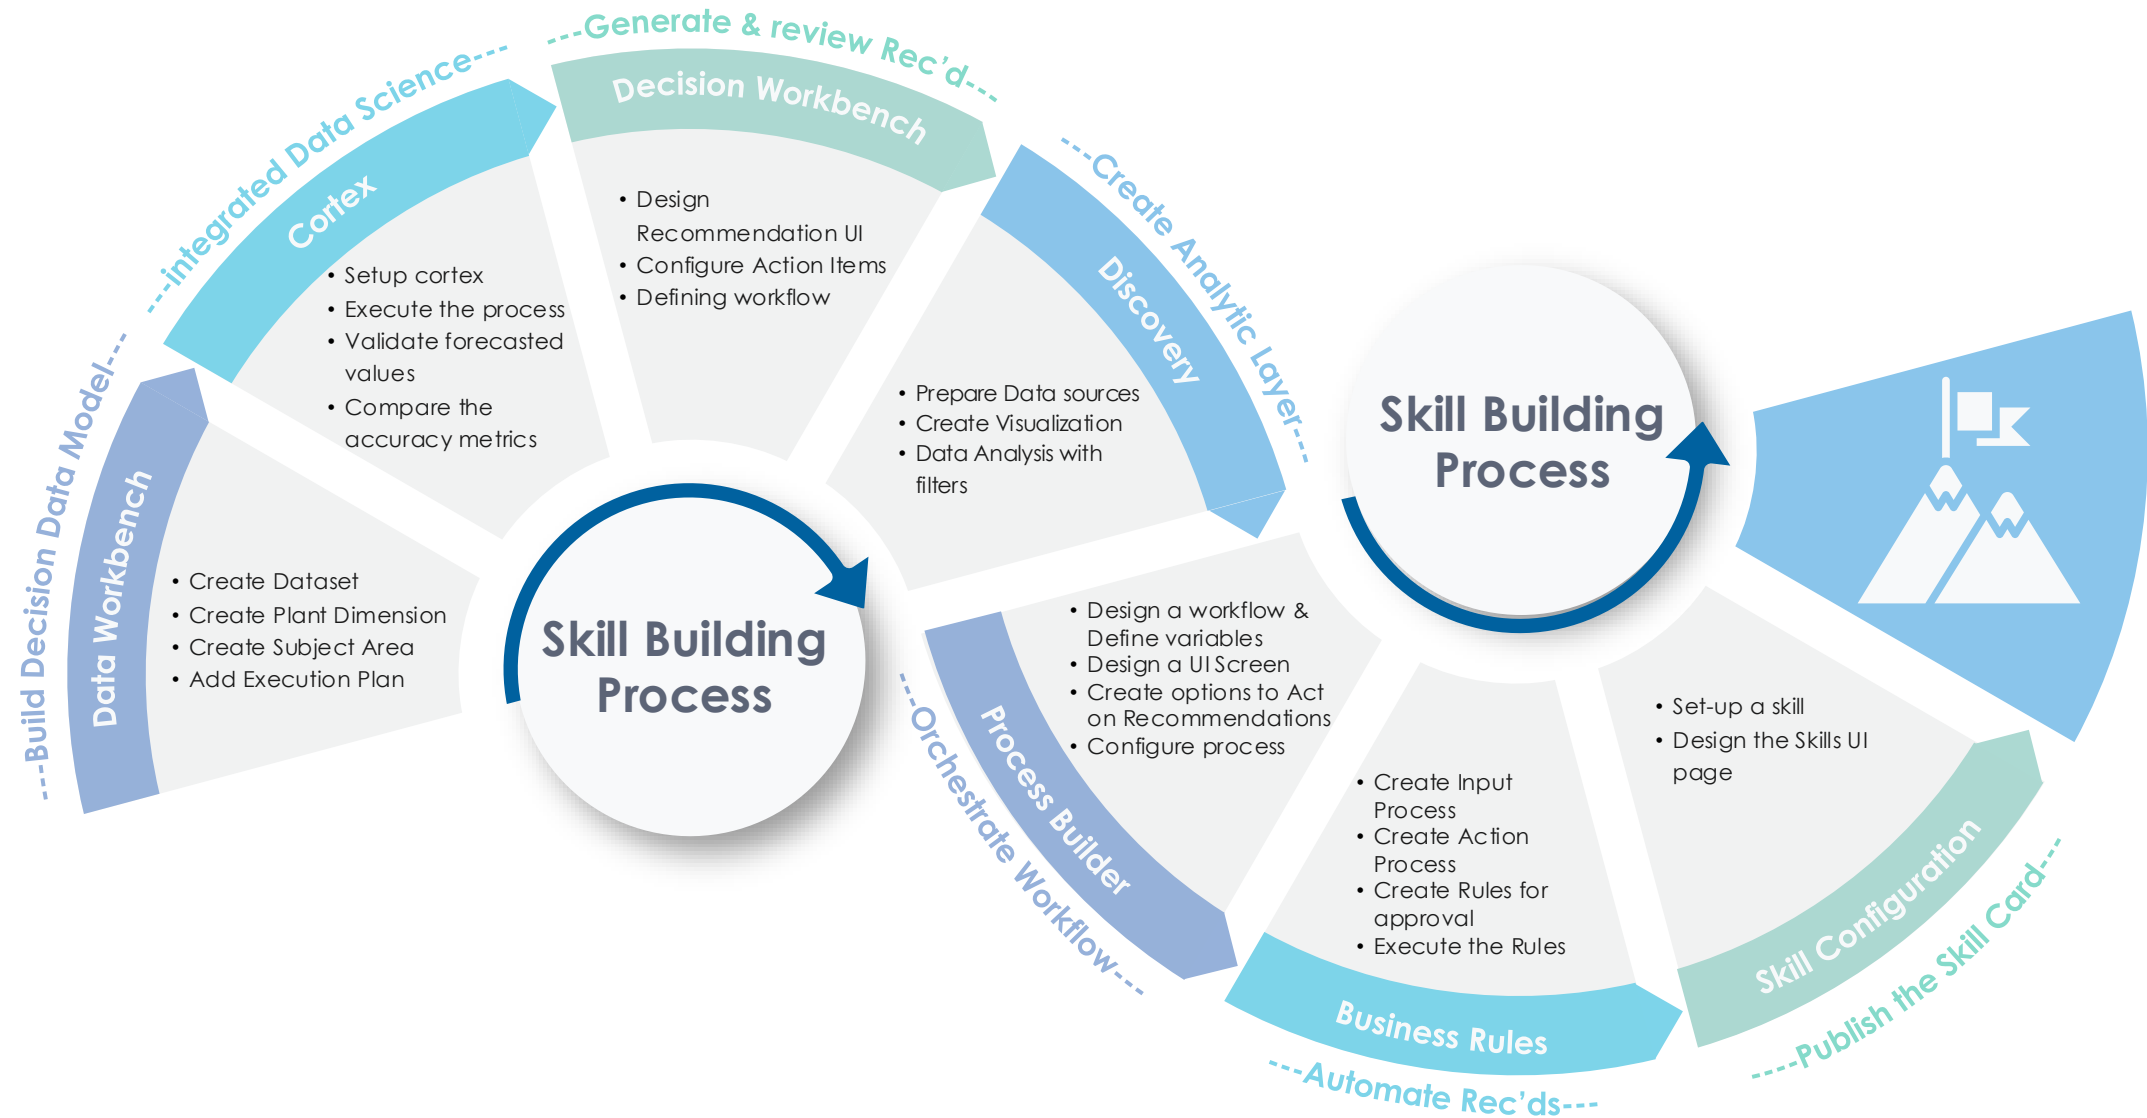 ---Build Decision Data Model---
Data Workbench
• Create Dataset
• Create Plant Dimension
• Create Subject Area
• Add Execution Plan
---integrated Data Science---
Cortex
• Setup cortex
• Execute the process
• Validate forecasted
values
• Compare the
accuracy metrics
---Generate & review Rec'd---
Decision Workbench
• Design
Recommendation UI
• Configure Action Items
• Defining workflow
---Create Analytic Layer---
Discovery
• Prepare Data sources
• Create Visualization
• Data Analysis with
filters
Skill Building
Process
---Orchestrate Workflow---
Process Builder
• Design a workflow &
Define variables
• Design a UI Screen
• Create options to Act
on Recommendations
• Configure process
---Automate Rec'ds---
Business Rules
• Create Input
Process
• Create Action
Process
• Create Rules for
approval
• Execute the Rules
----Publish the Skill Card----
Skill Configuration
• Set-up a skill
• Design the Skills UI
page
Skill Building
Process